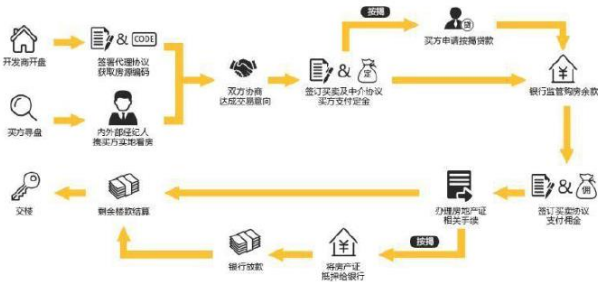 按揭
贷
& CODE
开发商开盘
签署代理协议
获取房源编码
买方申请按揭贷款
&
定
双方协商
达成交易意向
签订买卖及中介协议
买方支付定金
银行监管购房余款
买方寻盘
内外部经纪人
携买方实地看房
&
佣
交楼
剩余楼款结算
办理房地产证
相关手续
签订买卖协议
支付佣金
按揭
银行放款
将房产证
抵押给银行